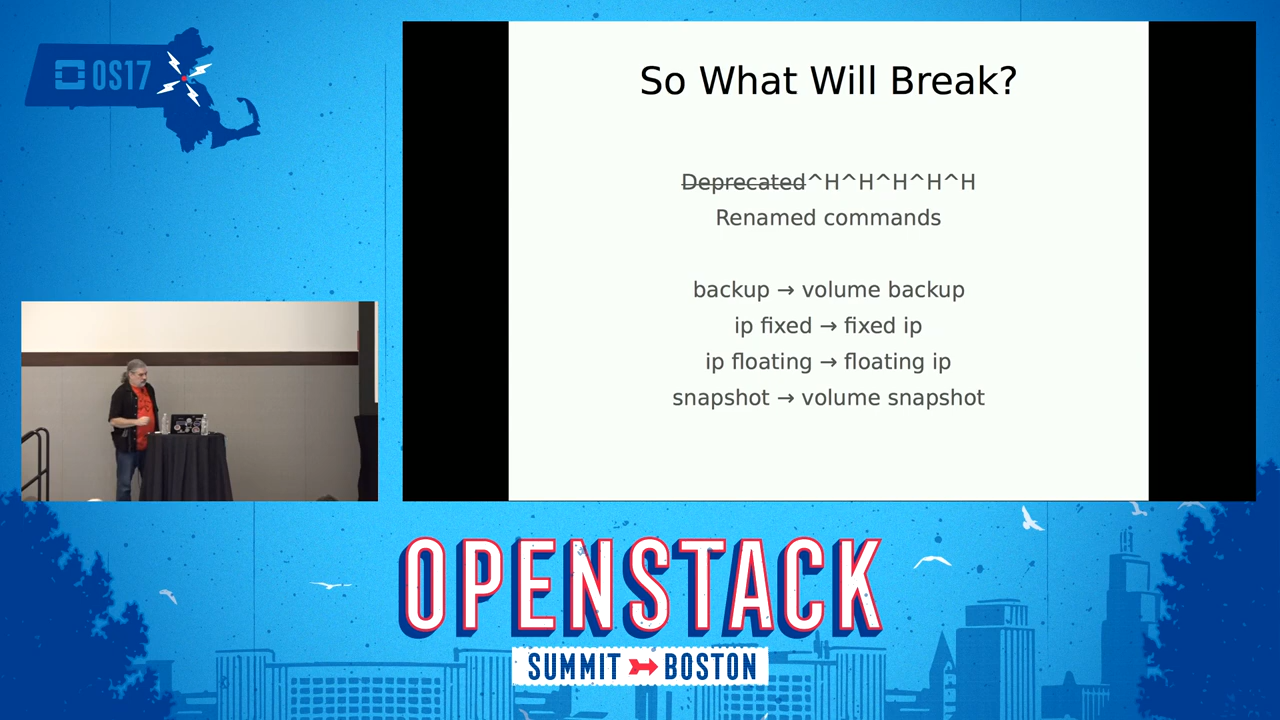 OS17
So What Will Break?
Deprecated^H^H^H^H^H
Renamed commands
backup → volume backup
ip fixed → fixed ip
ip floating → floating ip
snapshot → volume snapshot
OPENSTACK
SUMMIT BOSTON